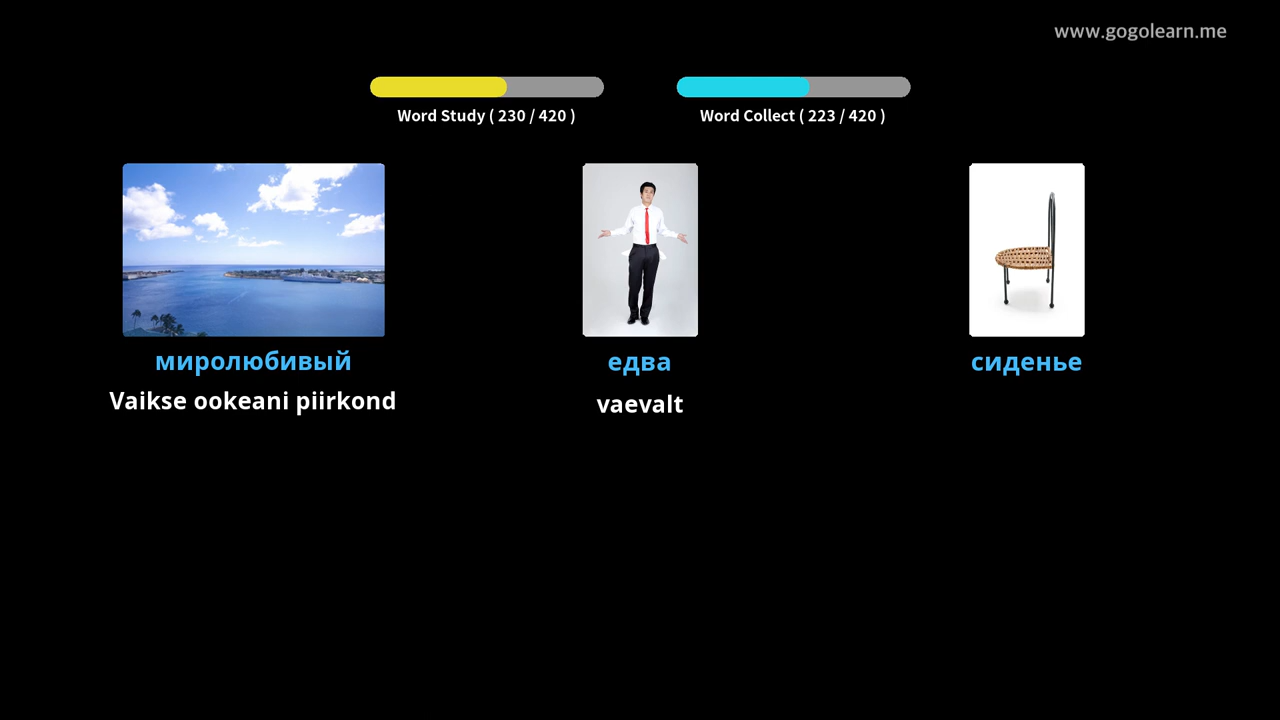 www.gogolearn.me
Word Study ( 230 / 420 )
Word Collect ( 223 / 420 )
миролюбивый
едва
сиденье
Vaikse ookeani piirkond
vaevalt